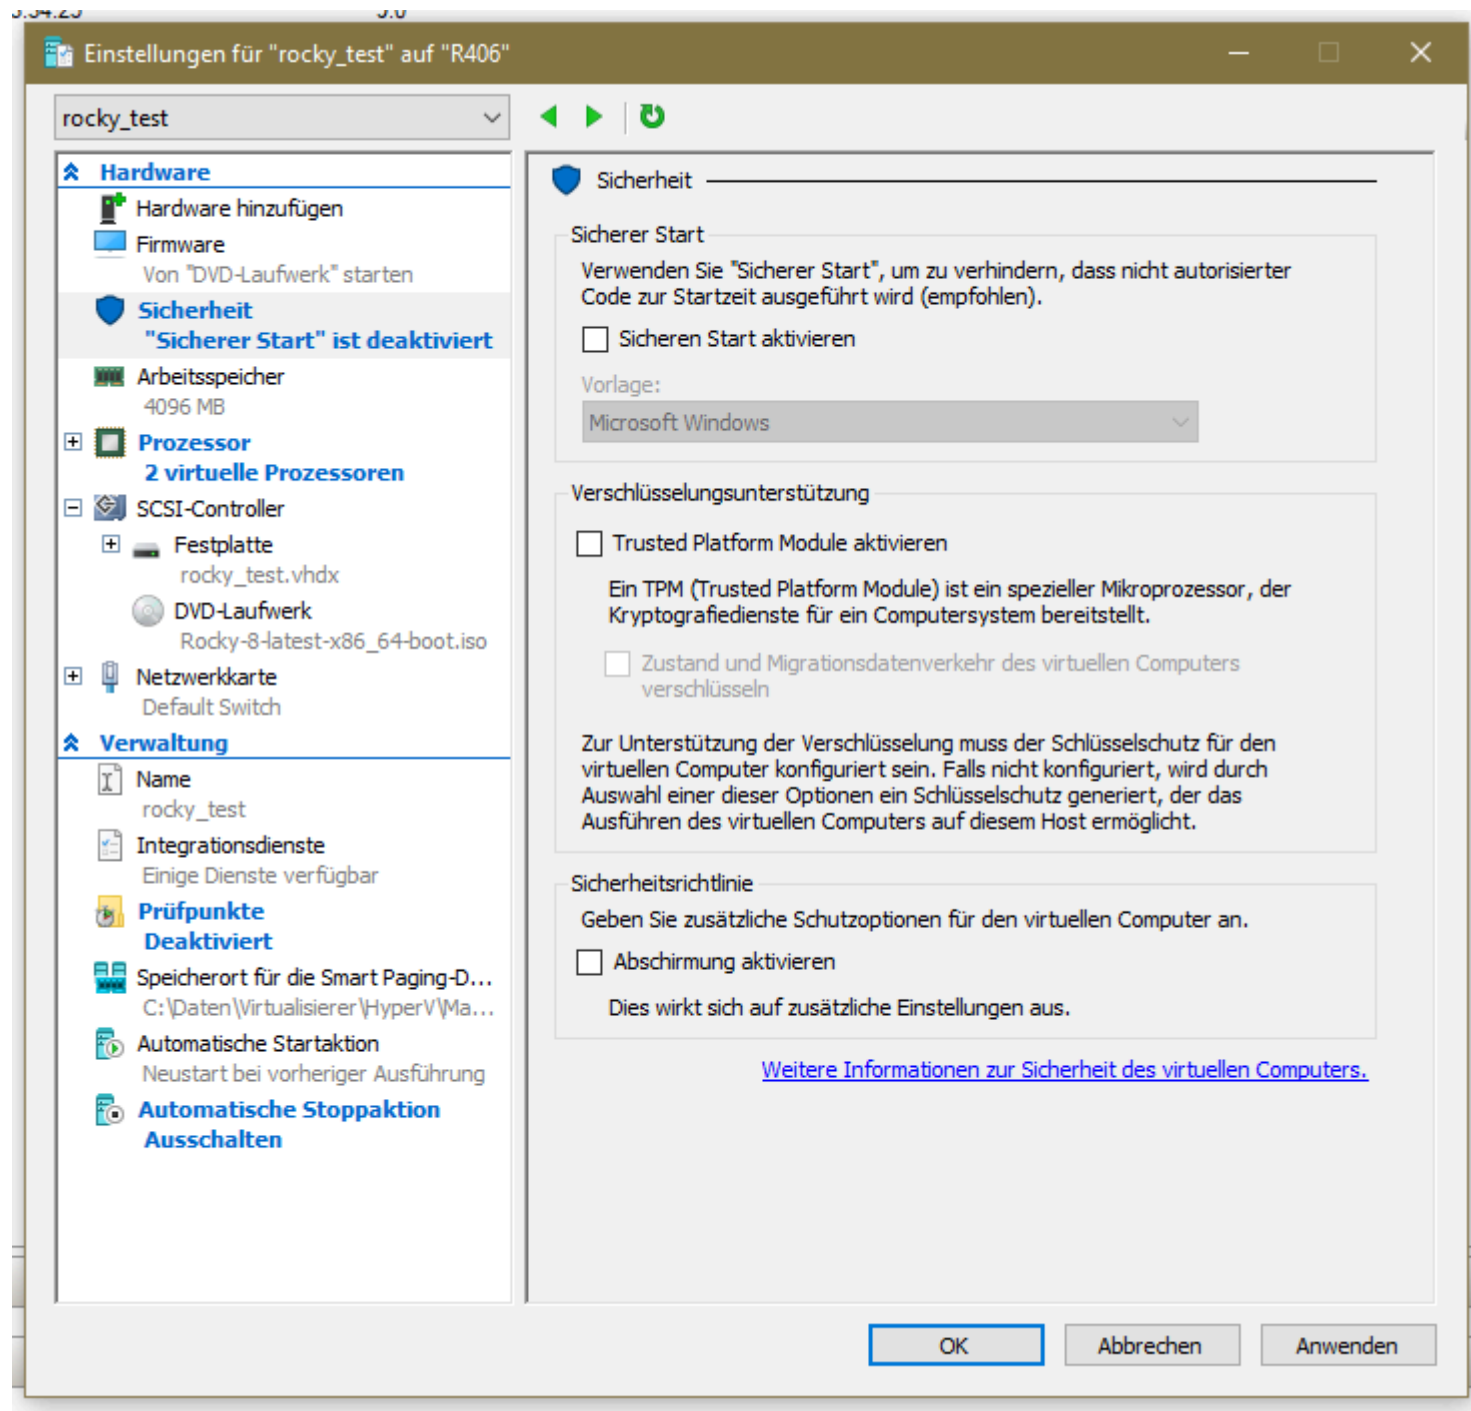 Einstellungen für "rocky_test" auf "R406"
rocky_test
Hardware
Hardware hinzufügen
Firmware
Von "DVD-Laufwerk" starten
Sicherheit
"Sicherer Start" ist deaktiviert
Arbeitsspeicher
4096 MB
Prozessor
2 virtuelle Prozessoren
SCSI-Controller
Festplatte
rocky_test.vhdx
DVD-Laufwerk
Rocky-8-latest-x86_64-boot.iso
Netzwerkkarte
Default Switch
Verwaltung
Name
rocky_test
Integrationsdienste
Einige Dienste verfügbar
Prüfpunkte
Deaktiviert
Speicherort für die Smart Paging-D...
C:\Daten\Virtualisierer\HyperV\Ma...
Automatische Startaktion
Neustart bei vorheriger Ausführung
Automatische Stoppaktion
Ausschalten
Sicherheit
Sicherer Start
Verwenden Sie "Sicherer Start", um zu verhindern, dass nicht autorisierter
Code zur Startzeit ausgeführt wird (empfohlen).
Sicheren Start aktivieren
Vorlage:
Microsoft Windows
Verschlüsselungsunterstützung
Trusted Platform Module aktivieren
Ein TPM (Trusted Platform Module) ist ein spezieller Mikroprozessor, der
Kryptografiedienste für ein Computersystem bereitstellt.
Zustand und Migrationsdatenverkehr des virtuellen Computers
verschlüsseln
Zur Unterstützung der Verschlüsselung muss der Schlüsselschutz für den
virtuellen Computer konfiguriert sein. Falls nicht konfiguriert, wird durch
Auswahl einer dieser Optionen ein Schlüsselschutz generiert, der das
Ausführen des virtuellen Computers auf diesem Host ermöglicht.
Sicherheitsrichtlinie
Geben Sie zusätzliche Schutzoptionen für den virtuellen Computer an.
Abschirmung aktivieren
Dies wirkt sich auf zusätzliche Einstellungen aus.
Weitere Informationen zur Sicherheit des virtuellen Computers.
OK
Abbrechen
Anwenden